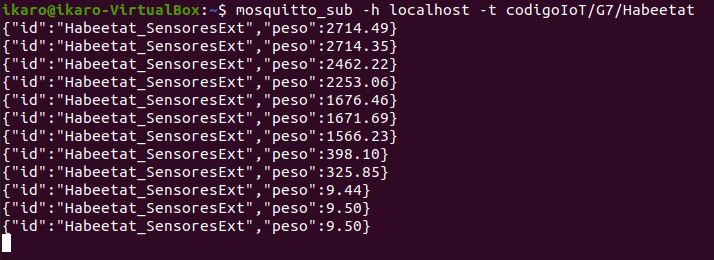 ikaro@ikaro-VirtualBox:~$ mosquitto_sub -h localhost -t codigoIoT/G7/Habeetat
{"id":"Habeetat_SensoresExt","peso":2714.49}
{"id":"Habeetat_SensoresExt","peso":2714.35}
{"id":"Habeetat_SensoresExt","peso":2462.22}
{"id":"Habeetat_SensoresExt","peso":2253.06}
{"id":"Habeetat_SensoresExt","peso":1676.46}
{"id":"Habeetat_SensoresExt","peso":1671.69}
{"id":"Habeetat_SensoresExt","peso":1566.23}
{"id":"Habeetat_SensoresExt","peso":398.10}
{"id":"Habeetat_SensoresExt","peso":325.85}
{"id":"Habeetat_SensoresExt","peso":9.44}
{"id":"Habeetat_SensoresExt","peso":9.50}
{"id":"Habeetat_SensoresExt","peso":9.50}